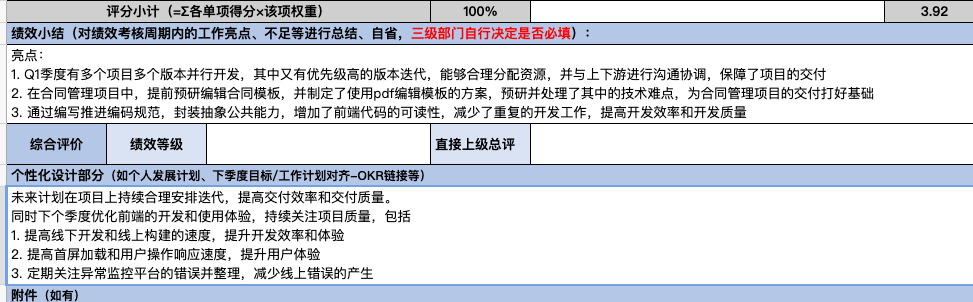 评分小计（=Σ各单项得分×该项权重） 100% 3.92
绩效小结（对绩效考核周期内的工作亮点、不足等进行总结、自省，三级部门自行决定是否必填）：
亮点：
1. Q1季度有多个项目多个版本并行开发，其中又有优先级高的版本迭代，能够合理分配资源，并与上下游进行沟通协调，保障了项目的交付
2. 在合同管理项目中，提前预研编辑合同模板，并制定了使用pdf编辑模板的方案，预研并处理了其中的技术难点，为合同管理项目的交付打好基础
3. 通过编写推进编码规范，封装抽象公共能力，增加了前端代码的可读性，减少了重复的开发工作，提高开发效率和开发质量
综合评价 绩效等级 直接上级总评
个性化设计部分（如个人发展计划、下季度目标/工作计划对齐-OKR链接等）
未来计划在项目上持续合理安排迭代，提高交付效率和交付质量。
同时下个季度优化前端的开发和使用体验，持续关注项目质量，包括
1. 提高线下开发和线上构建的速度，提升开发效率和体验
2. 提高首屏加载和用户操作响应速度，提升用户体验
3. 定期关注异常监控平台的错误并整理，减少线上错误的产生
附件（如有）